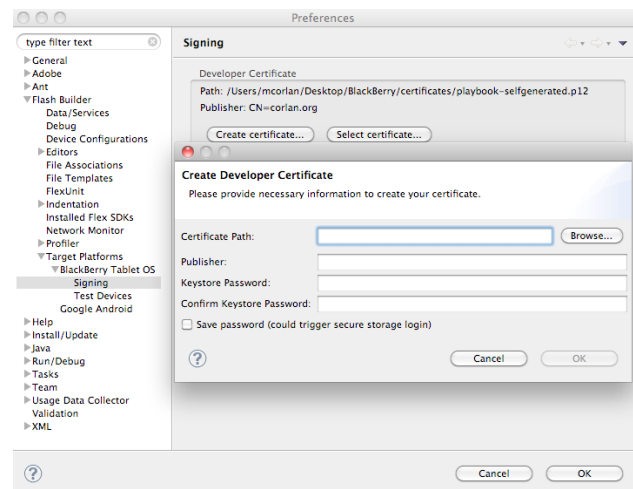 Preferences
type filter text
General
Adobe
Ant
Flash Builder
Data/Services
Debug
Device Configurations
Editors
File Associations
File Templates
FlexUnit
Indentation
Installed Flex SDKs
Network Monitor
Profiler
Target Platforms
BlackBerry Tablet OS
Signing
Test Devices
Google Android
Help
Install/Update
Java
Run/Debug
Tasks
Team
Usage Data Collector
Validation
XML
Signing
Developer Certificate
Path: /Users/mcorlan/Desktop/BlackBerry/certificates/playbook-selfgenerated.p12
Publisher: CN=corlan.org
Create certificate... Select certificate...
Create Developer Certificate
Please provide necessary information to create your certificate.
Certificate Path: Browse...
Publisher:
Keystore Password:
Confirm Keystore Password:
Save password (could trigger secure storage login)
? Cancel OK
? Cancel OK